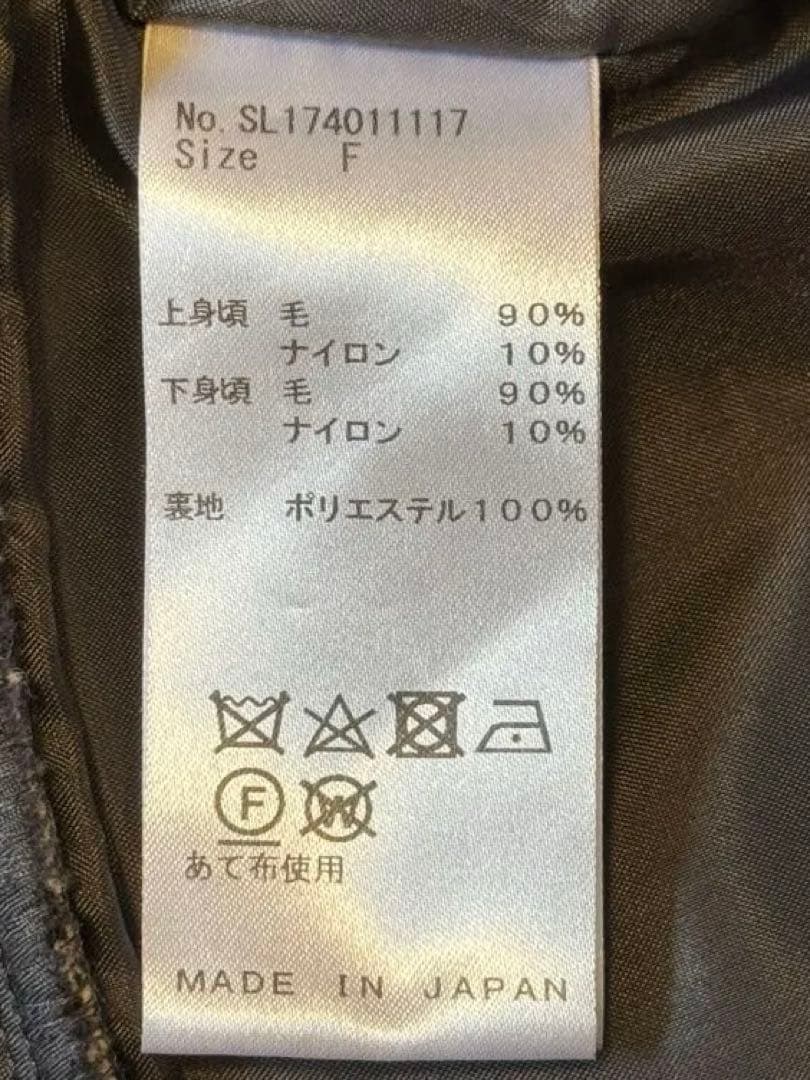 No. SL174011117
Size F
上身頃 毛 90%
ナイロン 10%
下身頃 毛 90%
ナイロン 10%
裏地 ポリエステル100%
F W
あて布使用
MADE IN JAPAN